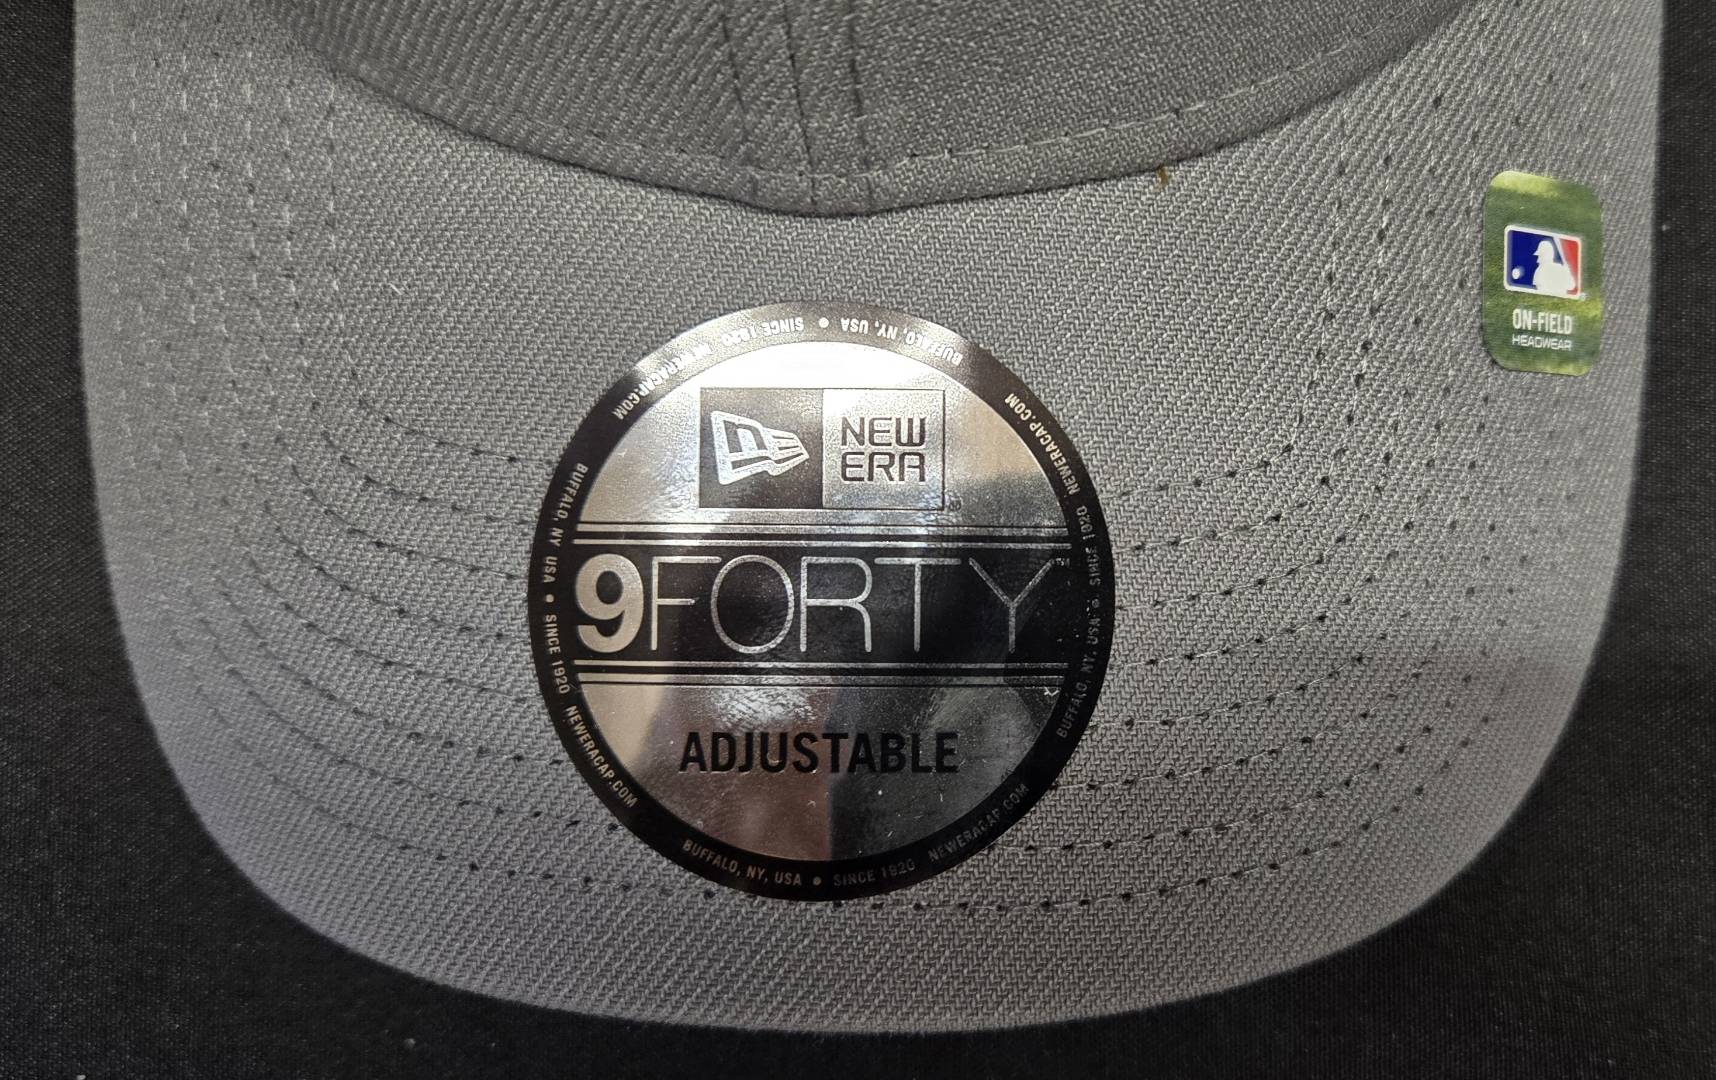 NEW
ERA
9FORTY™
ADJUSTABLE
BUFFALO, NY, USA • SINCE 1920 NEWERACAP.COM
BUFFALO, NY, USA • SINCE 1920 NEWERACAP.COM
BUFFALO, NY, USA • SINCE 1920 NEWERACAP.COM
BUFFALO, NY, USA • SINCE 1920 NEWERACAP.COM
ON-FIELD
HEADWEAR